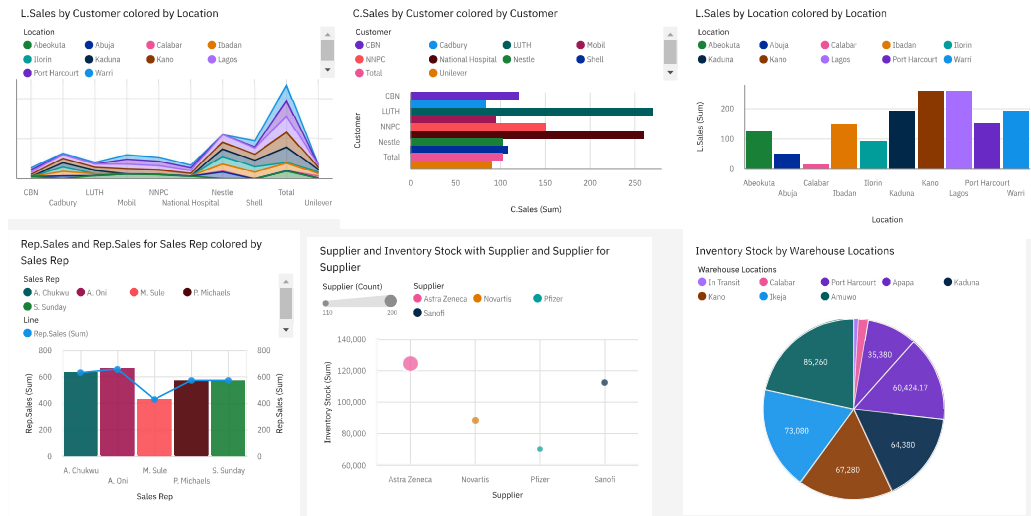 L.Sales by Customer colored by Location
Location
Abeokuta Abuja Calabar Ibadan
Ilorin Kaduna Kano Lagos
Port Harcourt Warri
CBN LUTH NNPC Nestle Total
Cadbury Mobil National Hospital Shell Unilever
C.Sales by Customer colored by Customer
Customer
CBN Cadbury LUTH Mobil
NNPC National Hospital Nestle Shell
Total Unilever
Customer
CBN
LUTH
NNPC
Nestle
Total
0 50 100 150 200 250
C.Sales (Sum)
L.Sales by Location colored by Location
Location
Abeokuta Abuja Calabar Ibadan Ilorin
Kaduna Kano Lagos Port Harcourt Warri
L.Sales (Sum)
200
100
0
Abeokuta Calabar Ilorin Kano Port Harcourt
Abuja Ibadan Kaduna Lagos Warri
Location
Rep.Sales and Rep.Sales for Sales Rep colored by
Sales Rep
Sales Rep
A. Chukwu A. Oni M. Sule P. Michaels
S. Sunday
Line
Rep.Sales (Sum)
800 800
600 600
400 400
200 200
0 0
Rep.Sales (Sum)
Rep.Sales (Sum)
A. Chukwu M. Sule S. Sunday
A. Oni P. Michaels
Sales Rep
Supplier and Inventory Stock with Supplier and Supplier for
Supplier
Supplier (Count)
110 200
Supplier
Astra Zeneca Novartis Pfizer
Sanofi
Inventory Stock (Sum)
140,000
120,000
100,000
80,000
60,000
Astra Zeneca Novartis Pfizer Sanofi
Supplier
Inventory Stock by Warehouse Locations
Warehouse Locations
In Transit Calabar Port Harcourt Apapa Kaduna
Kano Ikeja Amuwo
35,380
85,260
60,424.17
73,080
64,380
67,280